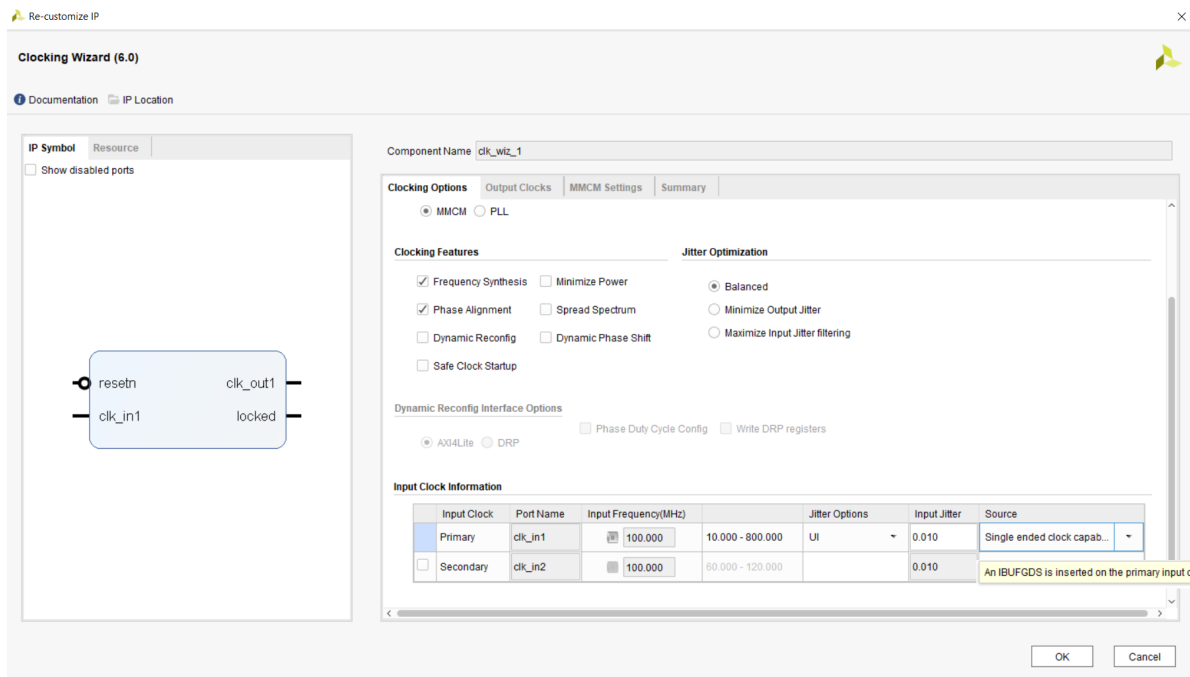 Re-customize IP
Clocking Wizard (6.0)
Documentation IP Location
IP Symbol Resource
Show disabled ports
resetn clk_out1
clk_in1 locked
Component Name clk_wiz_1
Clocking Options Output Clocks MMCM Settings Summary
MMCM PLL
Clocking Features Jitter Optimization
Frequency Synthesis Minimize Power Balanced
Phase Alignment Spread Spectrum Minimize Output Jitter
Dynamic Reconfig Dynamic Phase Shift Maximize Input Jitter filtering
Safe Clock Startup
Dynamic Reconfig Interface Options
Phase Duty Cycle Config Write DRP registers
AXI4Lite DRP
Input Clock Information
Input Clock Port Name Input Frequency(MHz) Jitter Options Input Jitter Source
Primary clk_in1 100.000 10.000 - 800.000 UI 0.010 Single ended clock capab...
Secondary clk_in2 100.000 60.000 - 120.000 0.010
An IBUFGDS is inserted on the primary input
OK Cancel